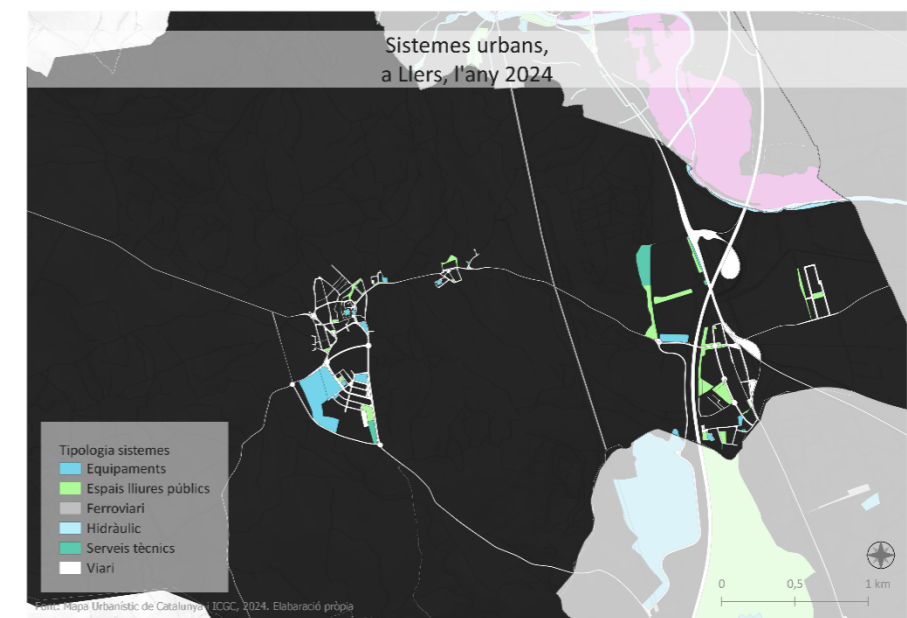 Sistemes urbans,
a Llers, l'any 2024
Tipologia sistemes
Equipaments
Espais lliures públics
Ferroviari
Hidràulic
Serveis tècnics
Viari
Font: Mapa Urbanístic de Catalunya i ICGC, 2024. Elabaració pròpia
0 0,5 1 km